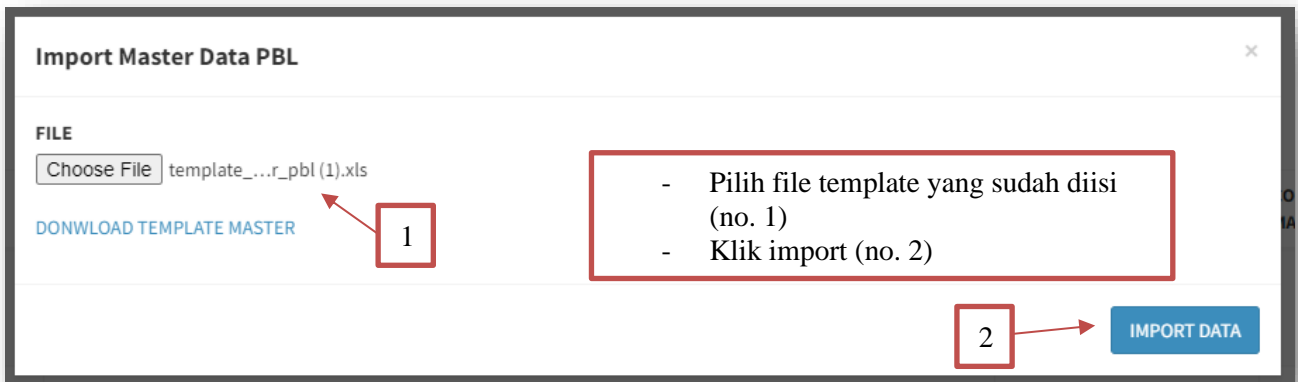 Import Master Data PBL
×
FILE
Choose File template_...r_pbl (1).xls
DONWLOAD TEMPLATE MASTER
1
- Pilih file template yang sudah diisi
(no. 1)
- Klik import (no. 2)
2
IMPORT DATA